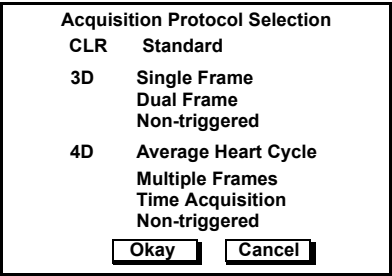 Acquisition Protocol Selection
CLR Standard
3D Single Frame
Dual Frame
Non-triggered
4D Average Heart Cycle
Multiple Frames
Time Acquisition
Non-triggered
Okay Cancel